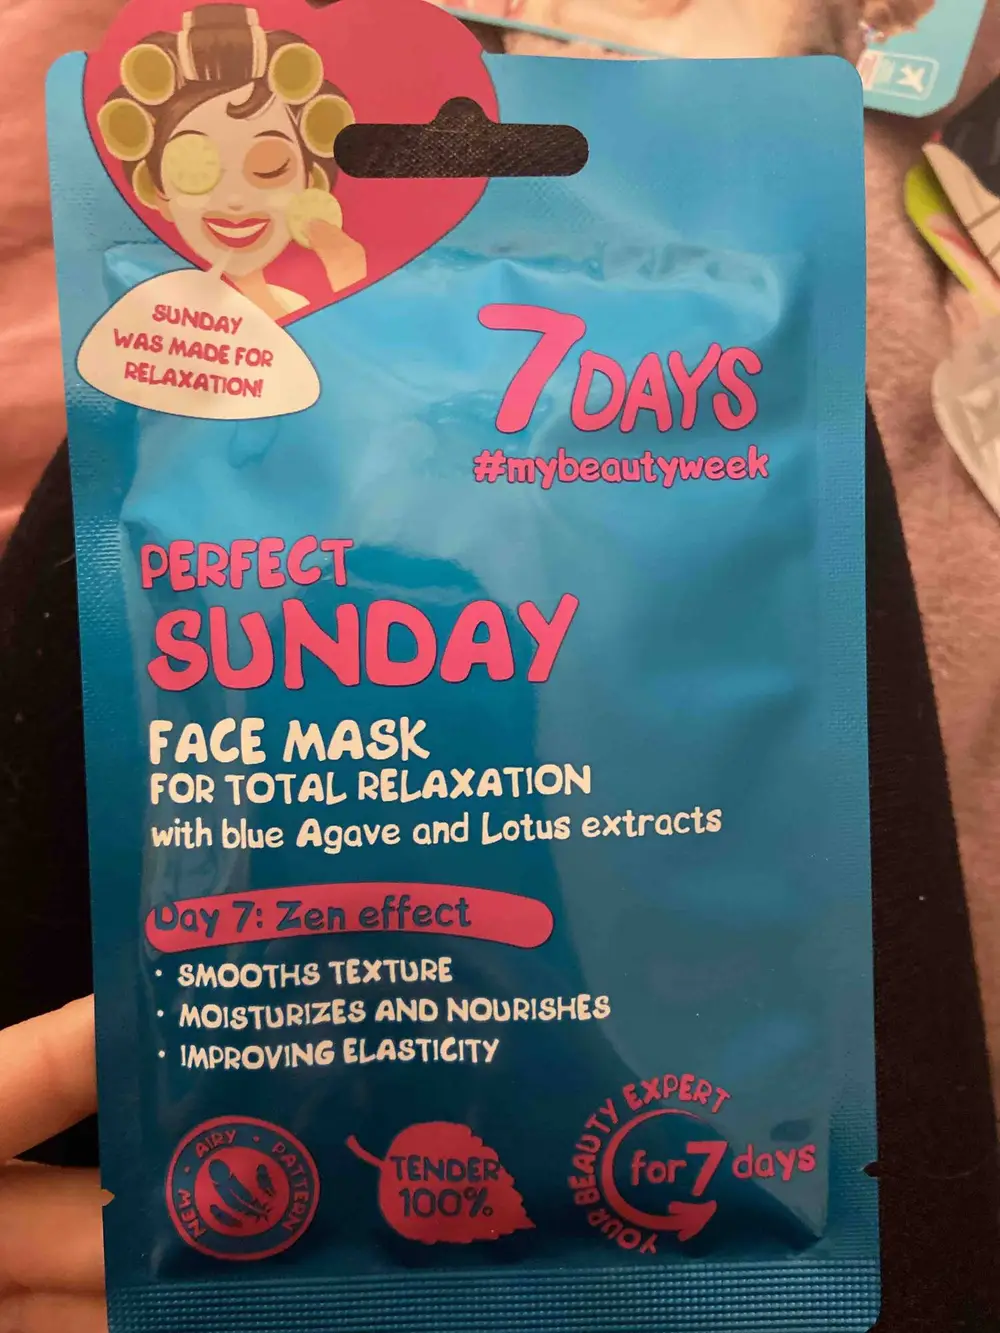 SUNDAY
WAS MADE FOR
RELAXATION!
7 DAYS
#mybeautyweek
PERFECT
SUNDAY
FACE MASK
FOR TOTAL RELAXATION
with blue Agave and Lotus extracts
Day 7: Zen effect
· SMOOTHS TEXTURE
· MOISTURIZES AND NOURISHES
· IMPROVING ELASTICITY
NEW · AIRY · PATTERN
TENDER
100%
YOUR BEAUTY EXPERT
for 7 days